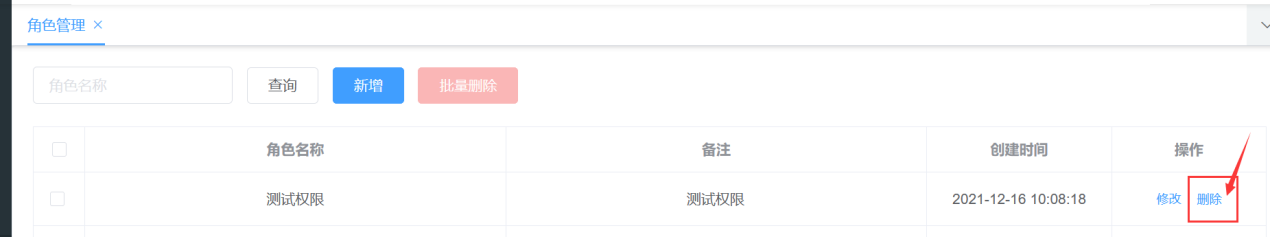 角色管理 ×
角色名称 查询 新增 批量删除
角色名称 备注 创建时间 操作
测试权限 测试权限 2021-12-16 10:08:18 修改 删除